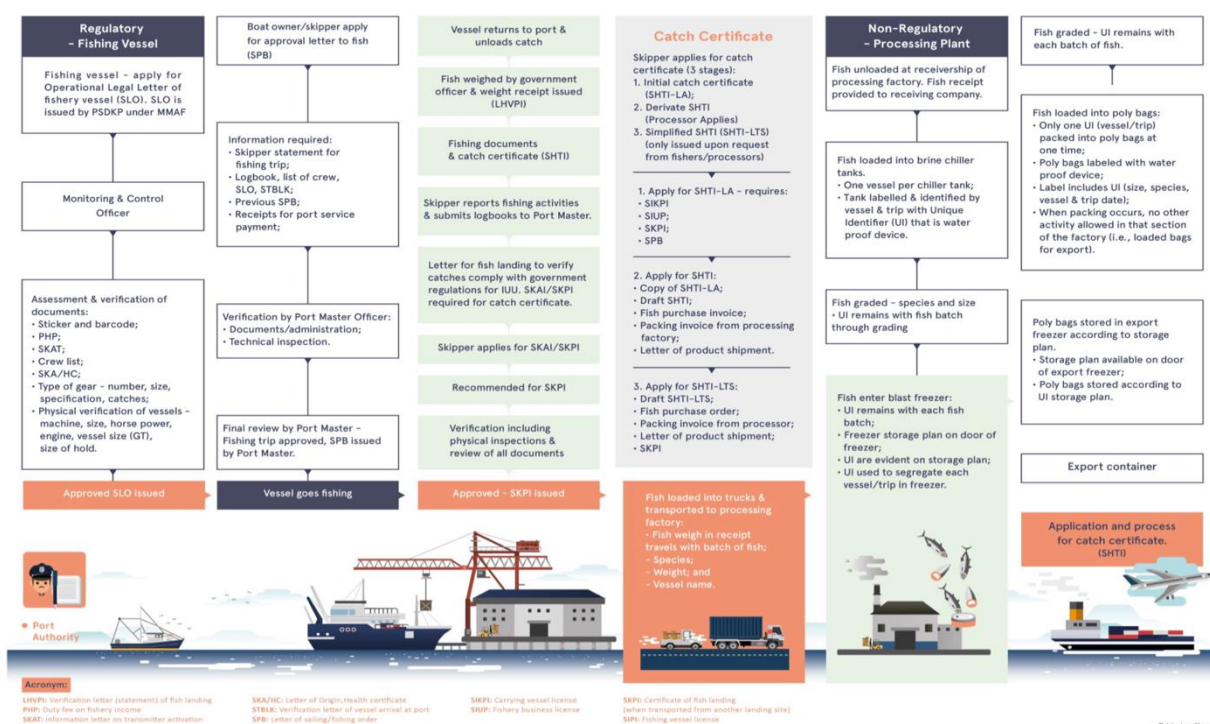 Regulatory
- Fishing Vessel
Fishing vessel - apply for
Operational Legal Letter of
fishery vessel (SLO). SLO is
issued by PSDKP under MMAF
Monitoring & Control
Officer
Assessment & verification of
documents:
• Sticker and barcode;
• PHP;
• SKAT;
• Crew list;
• SKA/HC;
• Type of gear - number, size,
specification, catches;
• Physical verification of vessels -
machine, size, horse power,
engine, vessel size (GT),
size of hold.
Approved SLO issued
Boat owner/skipper apply
for approval letter to fish
(SPB)
Information required:
• Skipper statement for
fishing trip;
• Logbook, list of crew,
SLO, STBLK;
• Previous SPB;
• Receipts for port service
payment;
Verification by Port Master Officer:
• Documents/administration;
• Technical inspection.
Final review by Port Master -
Fishing trip approved, SPB issued
by Port Master.
Vessel goes fishing
Vessel returns to port &
unloads catch
Fish weighed by government
officer & weight receipt issued
(LHVPI)
Fishing documents
& catch certificate (SHTI)
Skipper reports fishing activities
& submits logbooks to Port Master.
Letter for fish landing to verify
catches comply with government
regulations for IUU. SKAI/SKPI
required for catch certificate.
Skipper applies for SKAI/SKPI
Recommended for SKPI
Verification including
physical inspections &
review of all documents
Approved - SKPI issued
Catch Certificate
Skipper applies for catch
certificate (3 stages):
1. Initial catch certificate
(SHTI-LA);
2. Derivate SHTI
(Processor Applies)
3. Simplified SHTI (SHTI-LTS)
(only issued upon request
from fishers/processors)
1. Apply for SHTI-LA - requires:
• SIKPI
• SIUP;
• SKPI;
• SPB
2. Apply for SHTI:
• Copy of SHTI-LA;
• Draft SHTI;
• Fish purchase invoice;
• Packing invoice from processing
factory;
• Letter of product shipment.
3. Apply for SHTI-LTS:
• Draft SHTI-LTS;
• Fish purchase order;
• Packing invoice from processor;
• Letter of product shipment;
• SKPI
Fish loaded into trucks &
transported to processing
factory:
• Fish weigh in receipt
travels with batch of fish;
- Species;
- Weight; and
- Vessel name.
Non-Regulatory
- Processing Plant
Fish unloaded at receivership of
processing factory. Fish receipt
provided to receiving company.
Fish loaded into brine chiller
tanks.
• One vessel per chiller tank;
• Tank labelled & identified by
vessel & trip with Unique
Identifier (UI) that is water
proof device.
Fish graded - species and size
• UI remains with fish batch
through grading
Fish enter blast freezer:
• UI remains with each fish
batch;
• Freezer storage plan on door of
freezer;
• UI are evident on storage plan;
• UI used to segregate each
vessel/trip in freezer.
Fish graded - UI remains with
each batch of fish.
Fish loaded into poly bags:
• Only one UI (vessel/trip)
packed into poly bags at
one time;
• Poly bags labeled with water
proof device;
• Label includes UI (size, species,
vessel & trip date);
• When packing occurs, no other
activity allowed in that section
of the factory (i.e., loaded bags
for export).
Poly bags stored in export
freezer according to storage
plan.
• Storage plan available on door
of export freezer;
• Poly bags stored according to
UI storage plan.
Export container
Application and process
for catch certificate.
(SHTI)
• Port
Authority
Acronym:
LHVPI: Verification letter (statement) of fish landing
PHP: Duty fee on fishery income
SKAT: Information letter on transmitter activation
SKA/HC: Letter of Origin,Health certficate
STBLK: Verification letter of vessel arrival at port
SPB: Letter of sailing/fishing order
SIKPI: Carrying vessel license
SIUP: Fishery business license
SKPI: Certificate of fish landing
(when transported from another landing site)
SIPI: Fishing vessel license